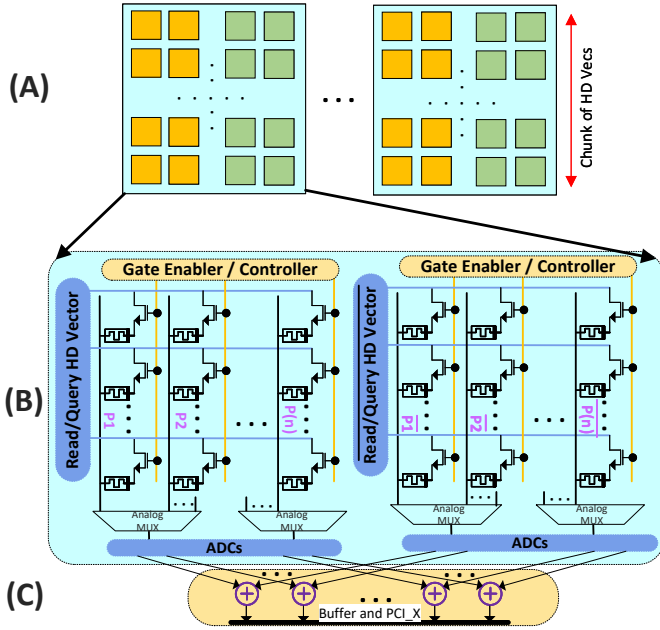 (A)
Chunk of HD Vecs
(B)
Gate Enabler / Controller
Read/Query HD Vector
P1
P2
P(n)
Analog
MUX
Analog
MUX
ADCs
Gate Enabler / Controller
Read/Query HD Vector
P1
P2
P(n)
Analog
MUX
Analog
MUX
ADCs
(C)
Buffer and PCI_X